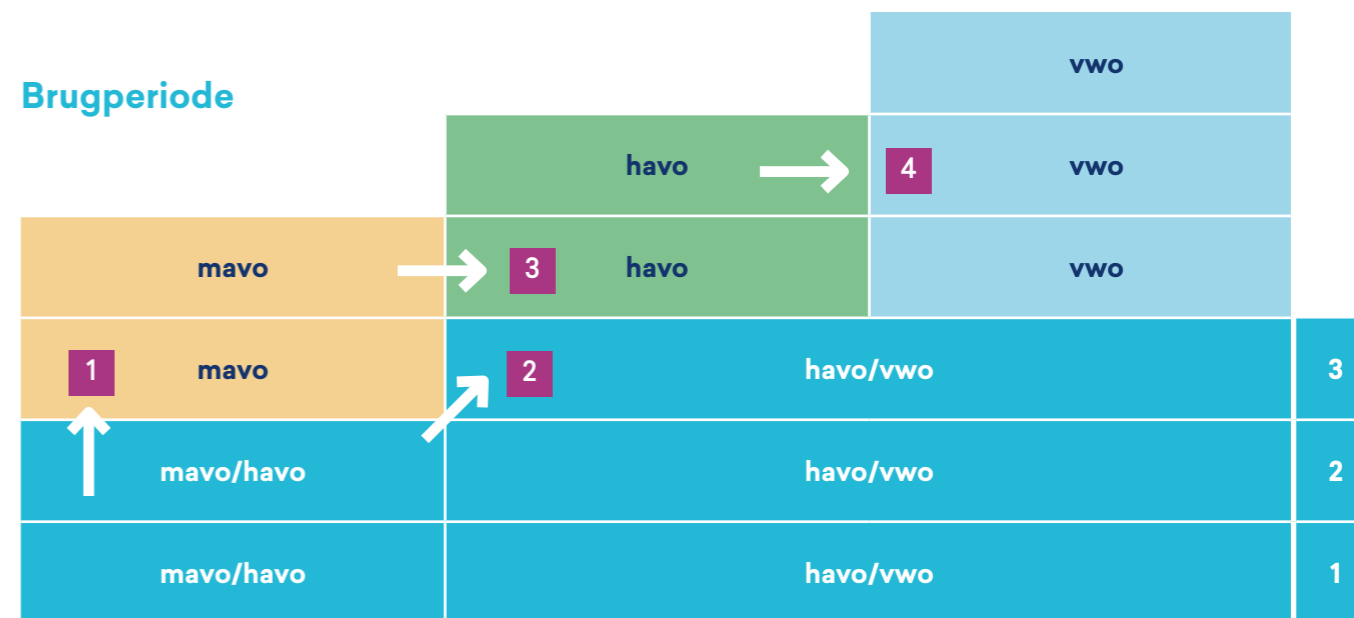 vwo
Brugperiode
havo 4 vwo
mavo 3 havo vwo
1 mavo 2 havo/vwo 3
mavo/havo havo/vwo 2
mavo/havo havo/vwo 1